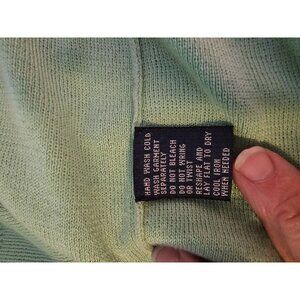 HAND WASH COLD
WASH GARMENT
SEPARATELY
DO NOT BLEACH
DO NOT WRING
OR TWIST
RESHAPE AND
LAY FLAT TO DRY
COOL IRON
WHEN NEEDED